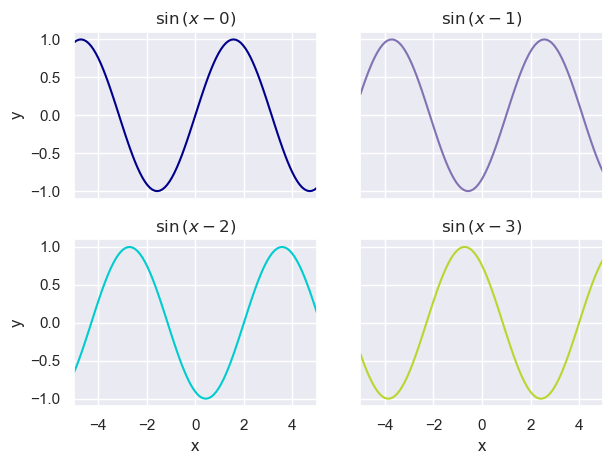 sin (x − 0)
sin (x − 1)
1.0
0.5
0.0
−0.5
−1.0
y
sin (x − 2)
sin (x − 3)
1.0
0.5
0.0
−0.5
−1.0
y
−4 −2 0 2 4
−4 −2 0 2 4
x
x